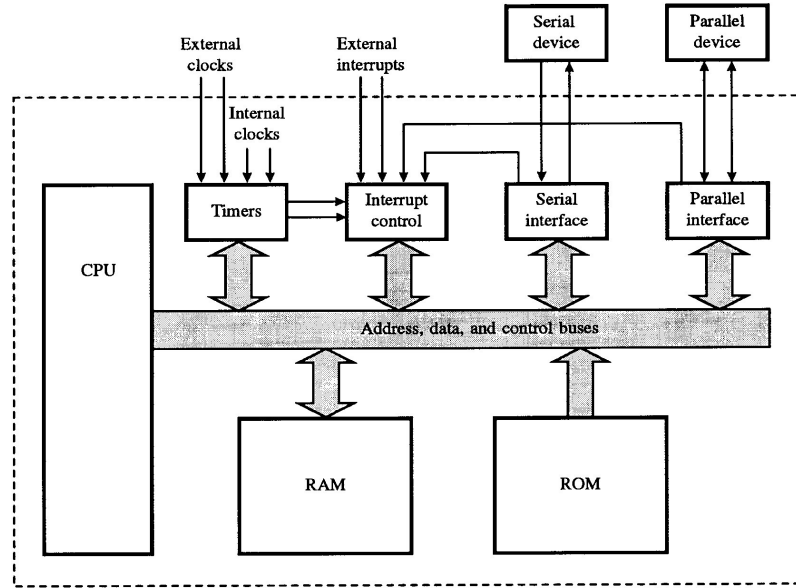 External
clocks
External
interrupts
Serial
device
Parallel
device
Internal
clocks
CPU
Timers
Interrupt
control
Serial
interface
Parallel
interface
Address, data, and control buses
RAM
ROM